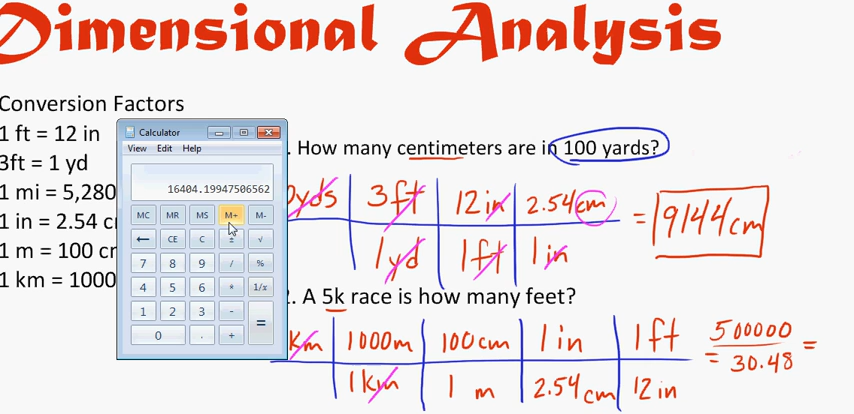 Dimensional Analysis
Conversion Factors
1 ft = 12 in
3ft = 1 yd
1 mi = 5,280
1 in = 2.54 c
1 m = 100 c
1 km = 1000
Calculator
View Edit Help
16404.19947506562
MC MR MS M+ M-
← CE C ± √
7 8 9 / %
4 5 6 * 1/x
1 2 3 - =
0 . +
. How many centimeters are in 100 yards?
0yds 3ft 12in 2.54cm
1yd 1ft 1in
= 9144cm
. A 5k race is how many feet?
km 1000m 100cm 1in 1ft
1km 1 m 2.54cm 12in
= 500000
30.48 =